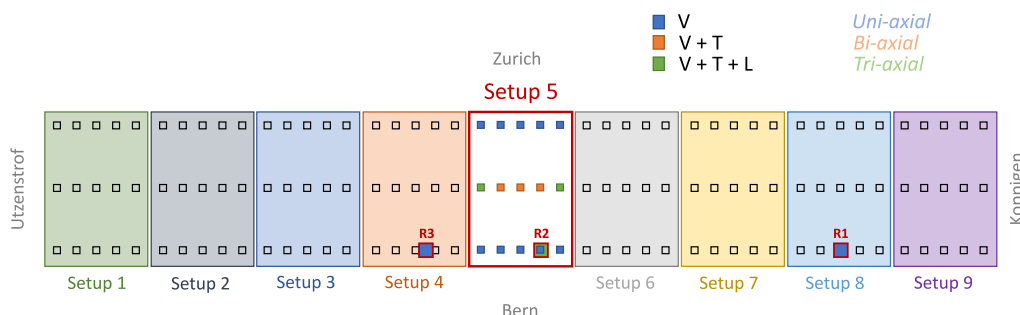 V
Uni-axial
V + T
Bi-axial
V + T + L
Tri-axial
Zurich
Setup 5
Utzenstrof
Koppigen
R3
R2
R1
Setup 1
Setup 2
Setup 3
Setup 4
Setup 6
Setup 7
Setup 8
Setup 9
Bern